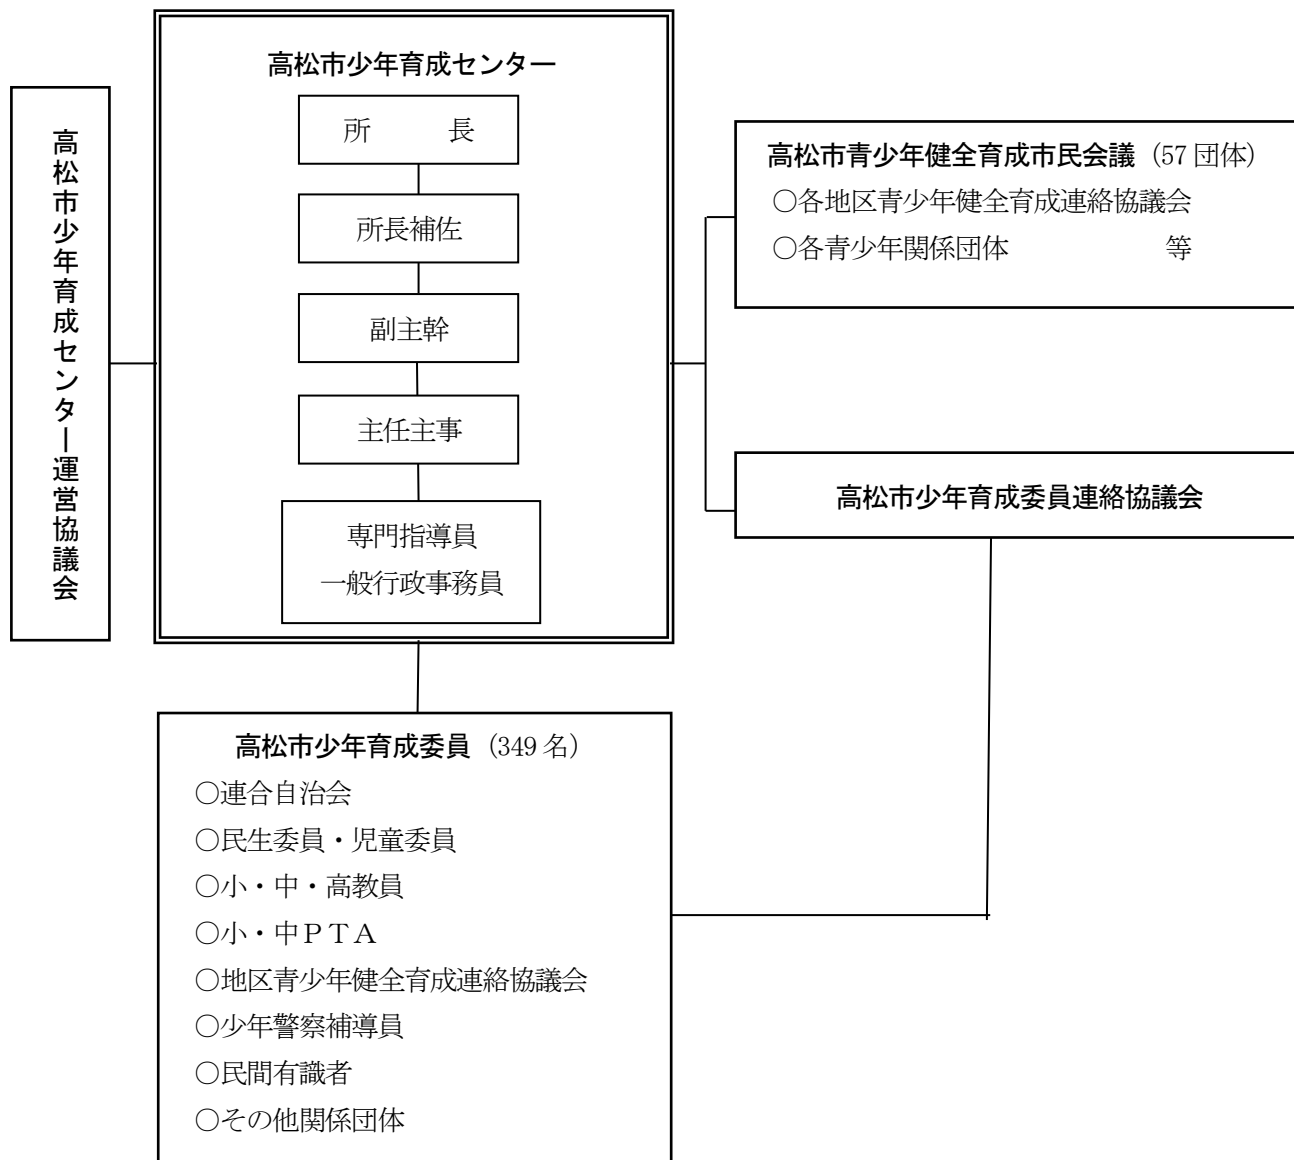 高松市少年育成センター運営協議会
高松市少年育成センター
所　　　長
所長補佐
副主幹
主任主事
専門指導員
一般行政事務員
高松市青少年健全育成市民会議（57団体）
○各地区青少年健全育成連絡協議会
○各青少年関係団体　　　　　　等
高松市少年育成委員連絡協議会
高松市少年育成委員（349名）
○連合自治会
○民生委員・児童委員
○小・中・高教員
○小・中ＰＴＡ
○地区青少年健全育成連絡協議会
○少年警察補導員
○民間有識者
○その他関係団体